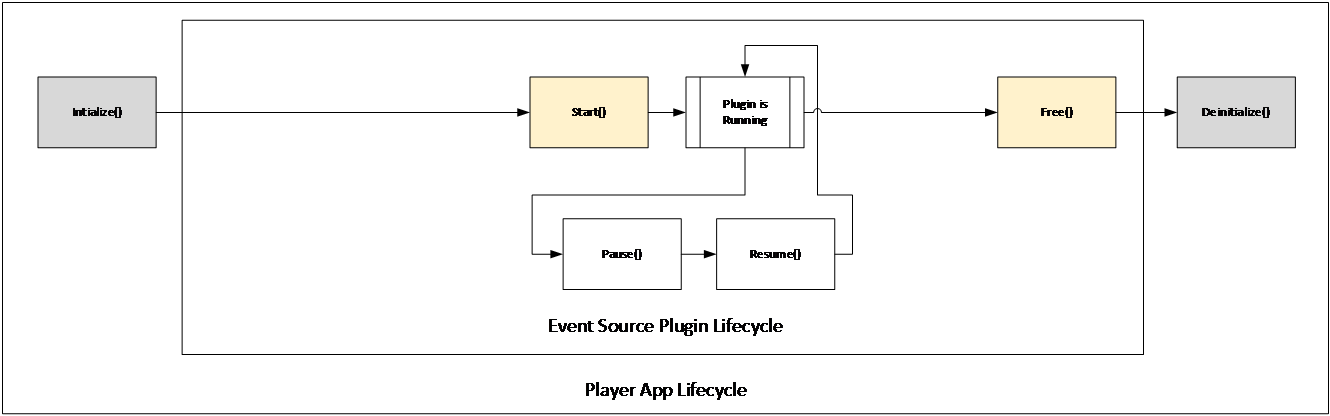 Intialize()
Start()
Plugin is
Running
Free()
Deinitialize()
Pause()
Resume()
Event Source Plugin Lifecycle
Player App Lifecycle